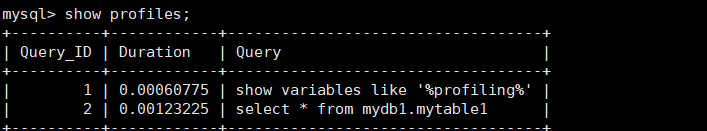 mysql> show profiles;
+----------+------------+-----------------------------------+
| Query_ID | Duration   | Query                             |
+----------+------------+-----------------------------------+
|        1 | 0.00060775 | show variables like '%profiling%' |
|        2 | 0.00123225 | select * from mydb1.mytable1      |
+----------+------------+-----------------------------------+